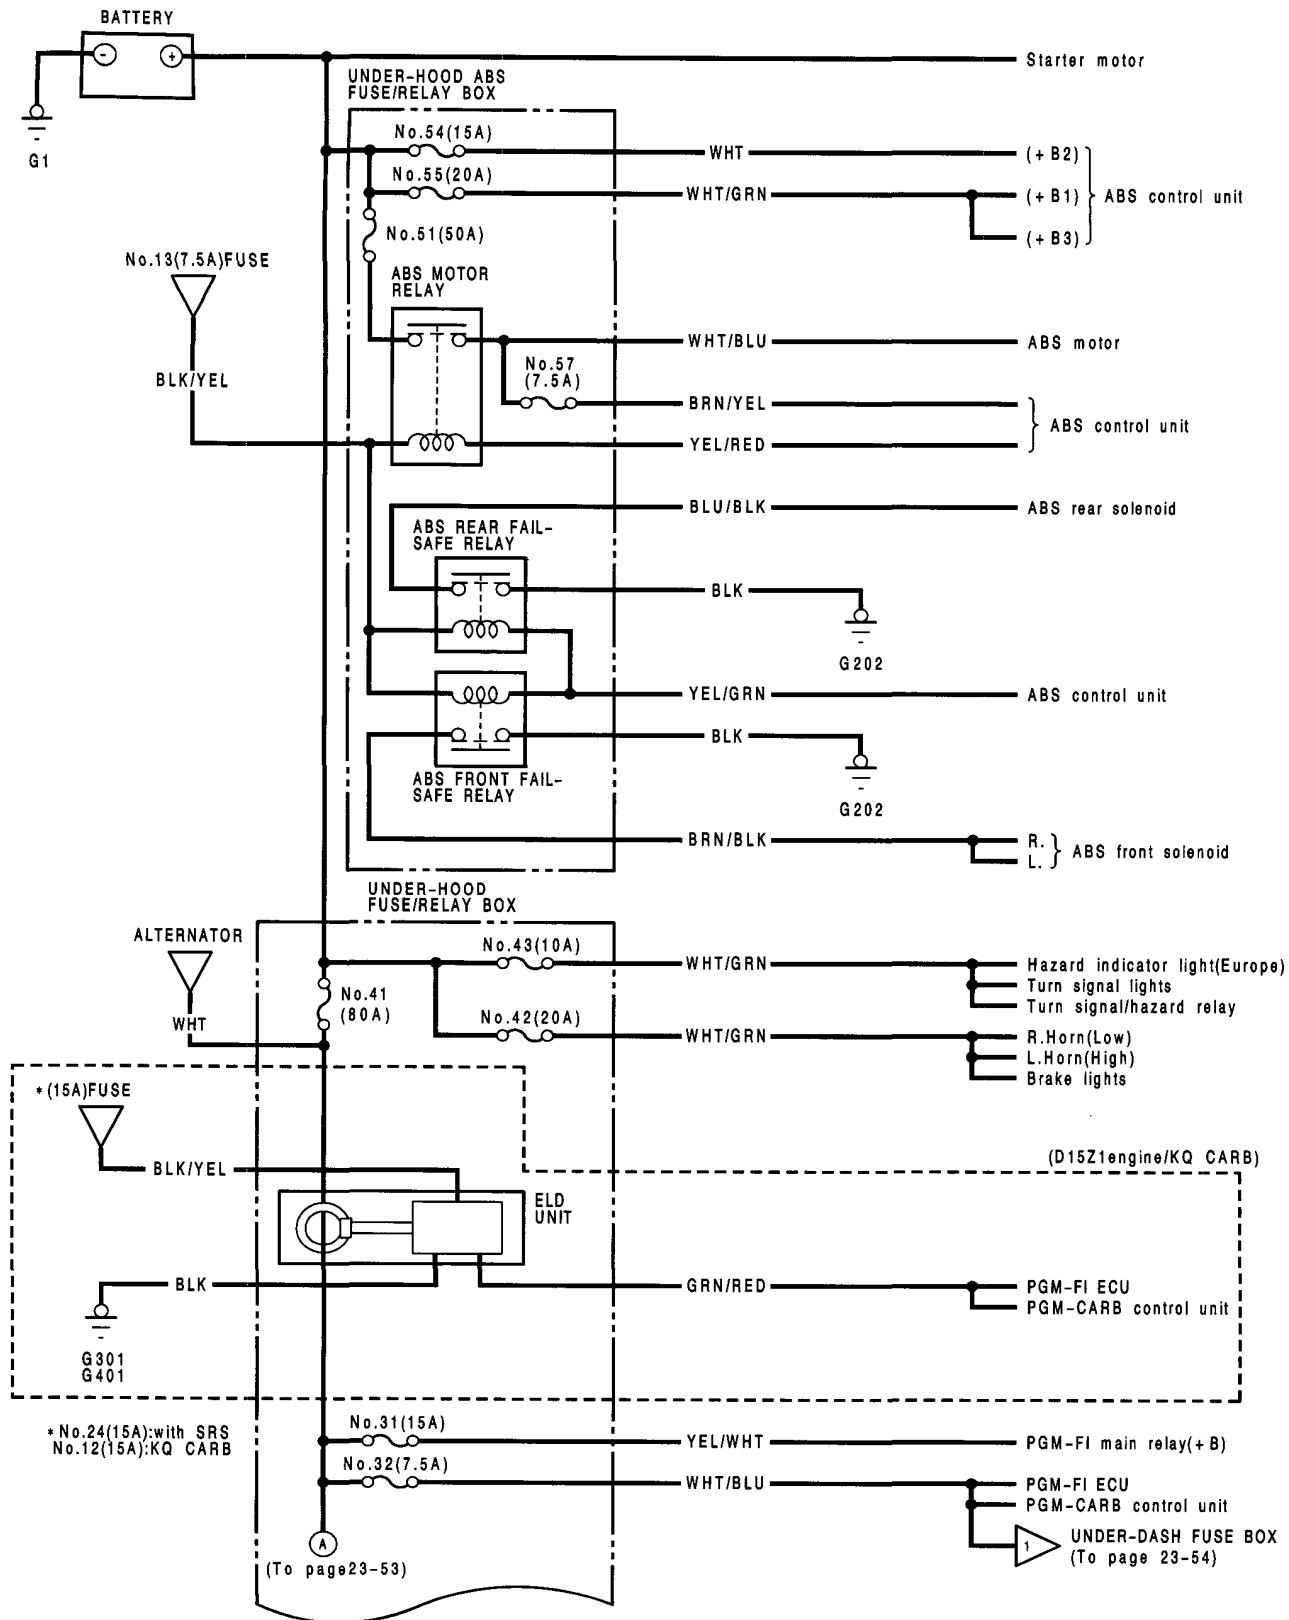 BATTERY
-
+
Starter motor
G1
UNDER-HOOD ABS
FUSE/RELAY BOX
No.54(15A)
WHT
(+B2)
No.55(20A)
WHT/GRN
(+B1)
ABS control unit
(+B3)
No.51(50A)
No.13(7.5A)FUSE
BLK/YEL
ABS MOTOR
RELAY
WHT/BLU
ABS motor
No.57
(7.5A)
BRN/YEL
ABS control unit
YEL/RED
BLU/BLK
ABS rear solenoid
ABS REAR FAIL-
SAFE RELAY
BLK
G202
YEL/GRN
ABS control unit
BLK
G202
ABS FRONT FAIL-
SAFE RELAY
BRN/BLK
R.
L.
ABS front solenoid
UNDER-HOOD
FUSE/RELAY BOX
ALTERNATOR
WHT
No.43(10A)
WHT/GRN
Hazard indicator light(Europe)
Turn signal lights
Turn signal/hazard relay
No.41
(80A)
No.42(20A)
WHT/GRN
R.Horn(Low)
L.Horn(High)
Brake lights
*(15A)FUSE
BLK/YEL
(D15Z1engine/KQ CARB)
ELD
UNIT
BLK
G301
G401
GRN/RED
PGM-FI ECU
PGM-CARB control unit
*No.24(15A):with SRS
No.12(15A):KQ CARB
No.31(15A)
YEL/WHT
PGM-FI main relay(+B)
No.32(7.5A)
WHT/BLU
PGM-FI ECU
PGM-CARB control unit
1
UNDER-DASH FUSE BOX
(To page 23-54)
A
(To page23-53)